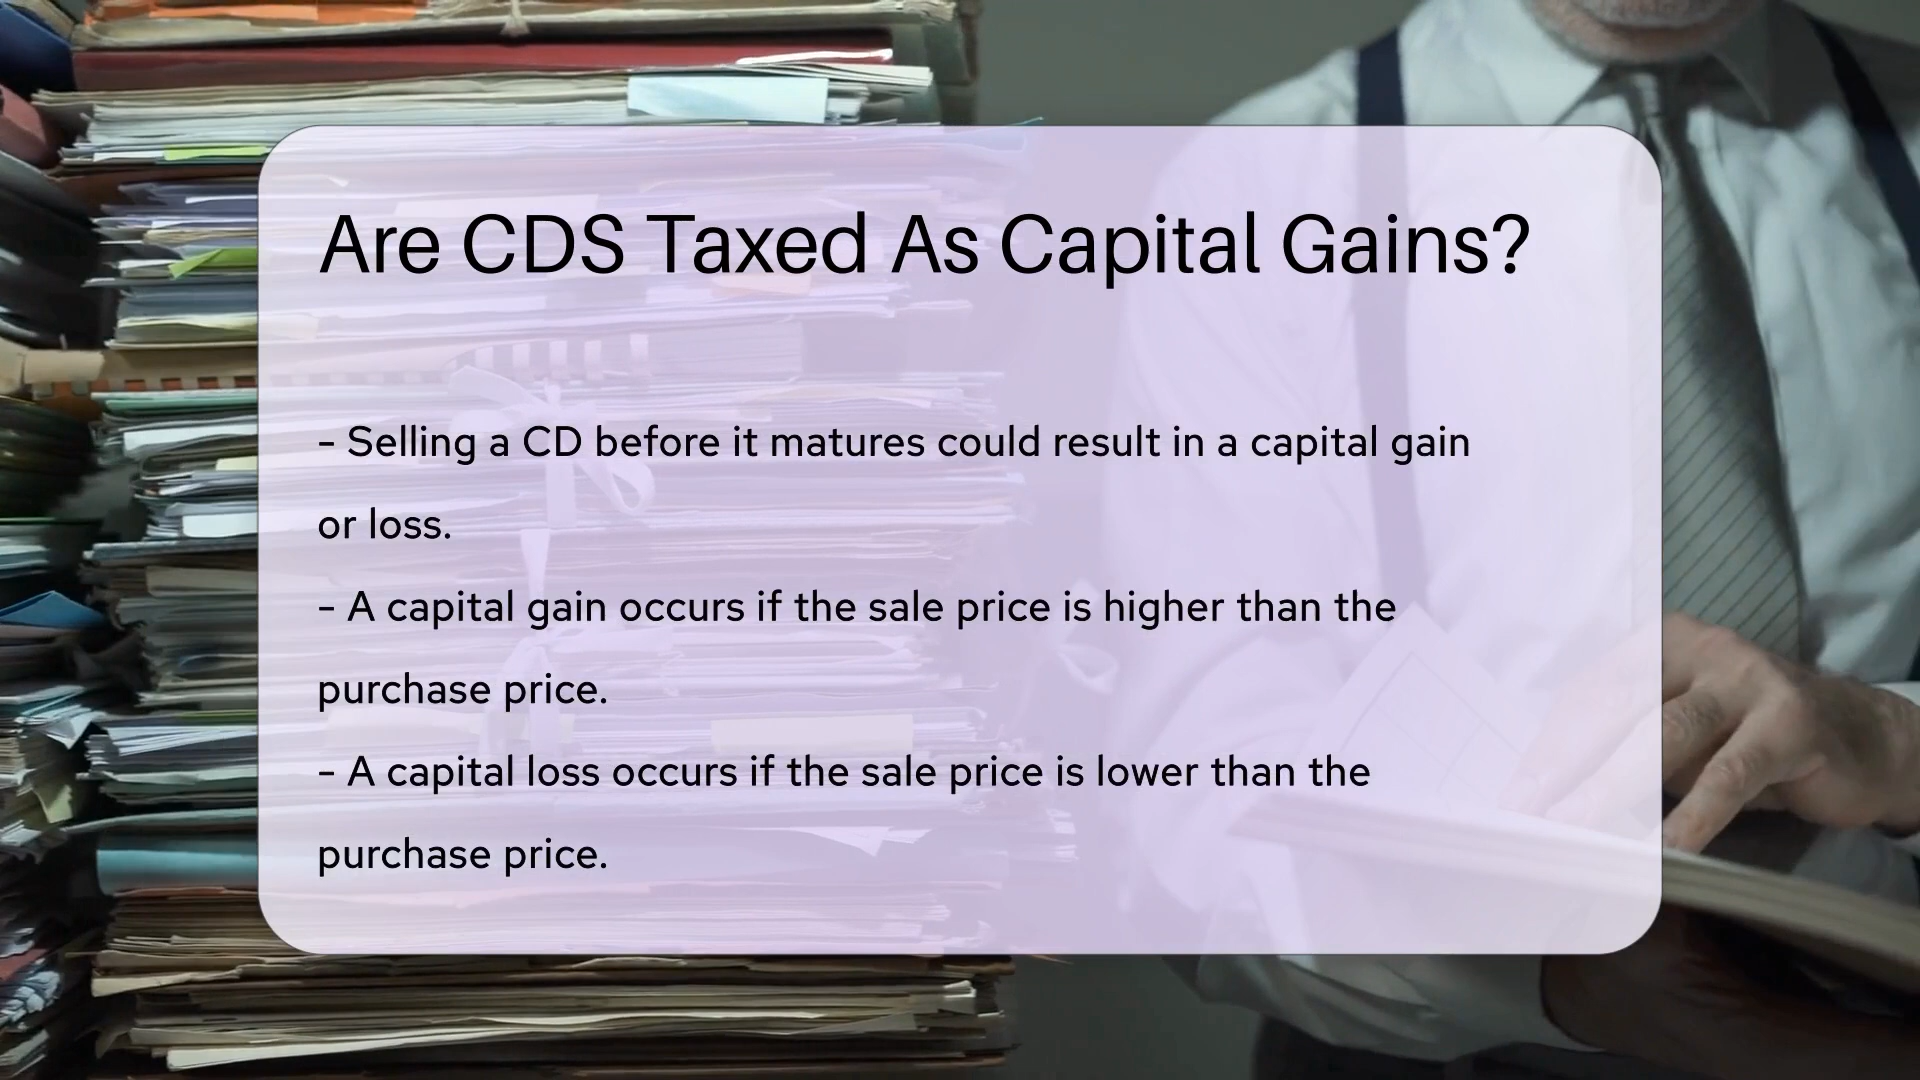 Are CDS Taxed As Capital Gains?
– Selling a CD before it matures could result in a capital gain
or loss.
– A capital gain occurs if the sale price is higher than the
purchase price.
– A capital loss occurs if the sale price is lower than the
purchase price.